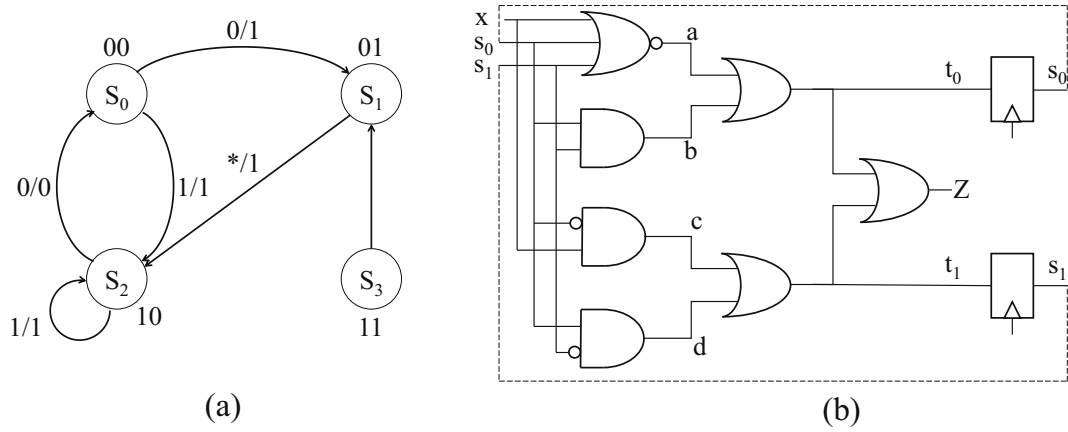 00
0/1
01
S₀
S₁
0/0
1/1
*/1
S₂
S₃
1/1
10
11
(a)
x
s₀
s₁
a
b
c
d
t₀
s₀
Z
t₁
s₁
(b)